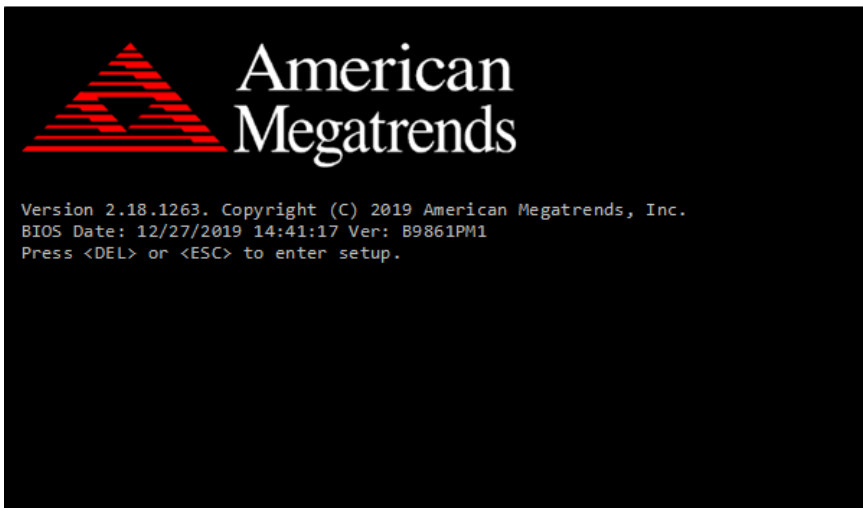 American
Megatrends
Version 2.18.1263. Copyright (C) 2019 American Megatrends, Inc.
BIOS Date: 12/27/2019 14:41:17 Ver: B9861PM1
Press <DEL> or <ESC> to enter setup.